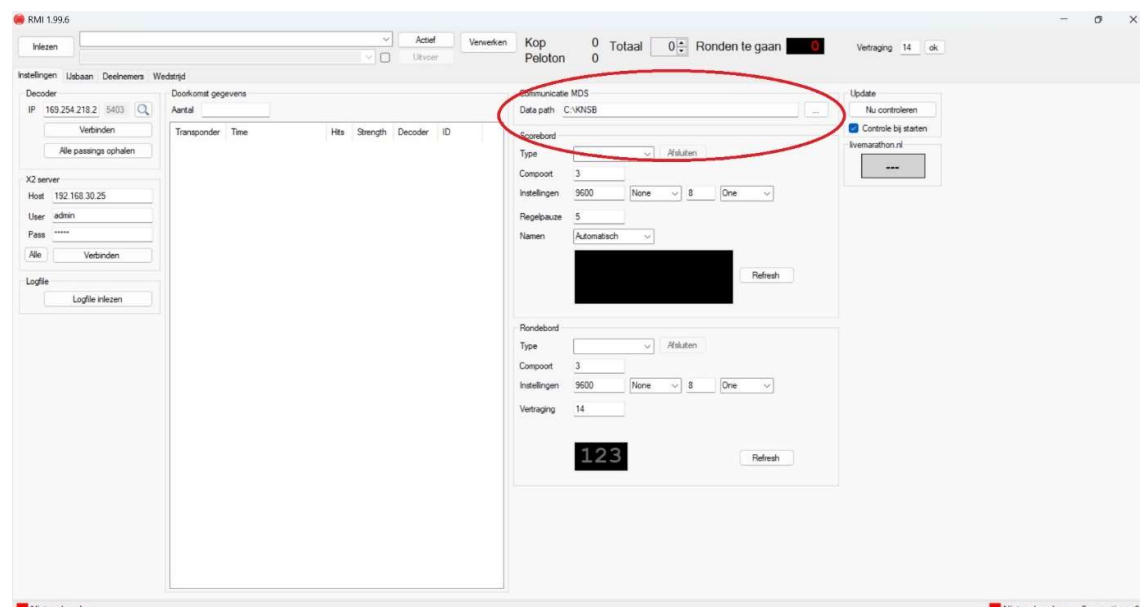 RMI 1.99.6
Inlezen
Actief
Uitvoer
Verwerken
Kop 0
Peloton 0
Totaal 0
Ronden te gaan 0
Vertraging 14 ok
Instellingen IJsbaan Deelnemers Wedstrijd
Decoder
IP 169.254.218.2 5403
Verbinden
Alle passings ophalen
X2 server
Host 192.168.30.25
User admin
Pass *****
Alle Verbinden
Logfile
Logfile inlezen
Doorkomst gegevens
Aantal
Transponder Time Hits Strength Decoder ID
Communicatie MDS
Data path C:\KNSB ...
Scorebord
Type Afsluiten
Compoort 3
Instellingen 9600 None 8 One
Regelpauze 5
Namen Automatisch
Refresh
Rondebord
Type Afsluiten
Compoort 3
Instellingen 9600 None 8 One
Vertraging 14
123
Refresh
Update
Nu controleren
Controle bij starten
livemarathon.nl
---